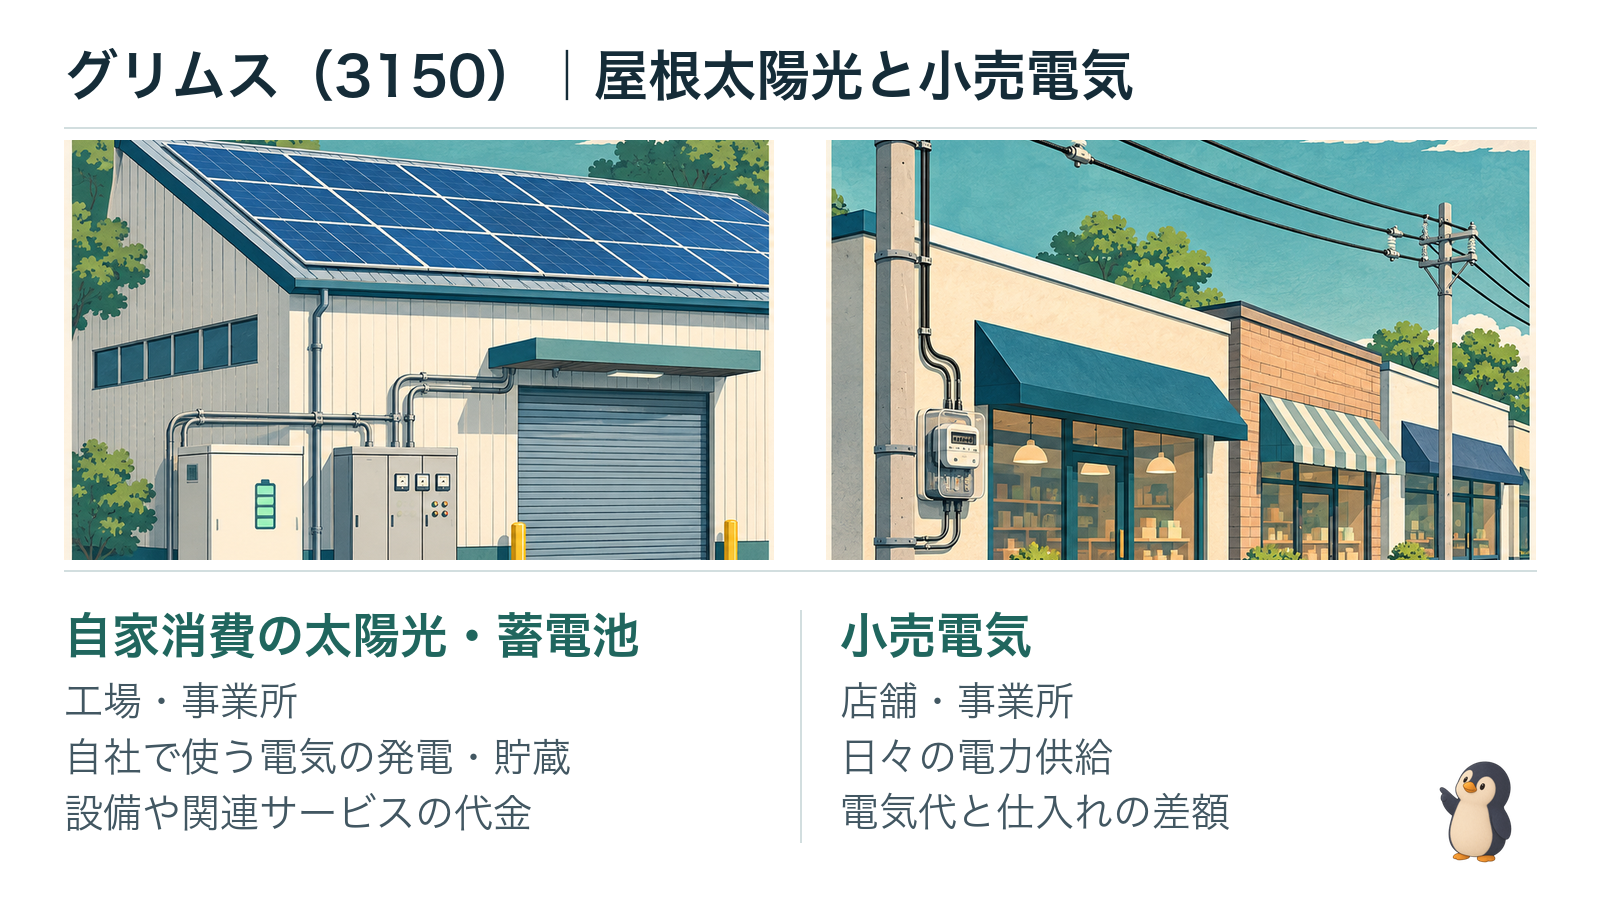 グリムス（3150）｜屋根太陽光と小売電気
自家消費の太陽光・蓄電池
工場・事業所
自社で使う電気の発電・貯蔵
設備や関連サービスの代金
小売電気
店舗・事業所
日々の電力供給
電気代と仕入れの差額